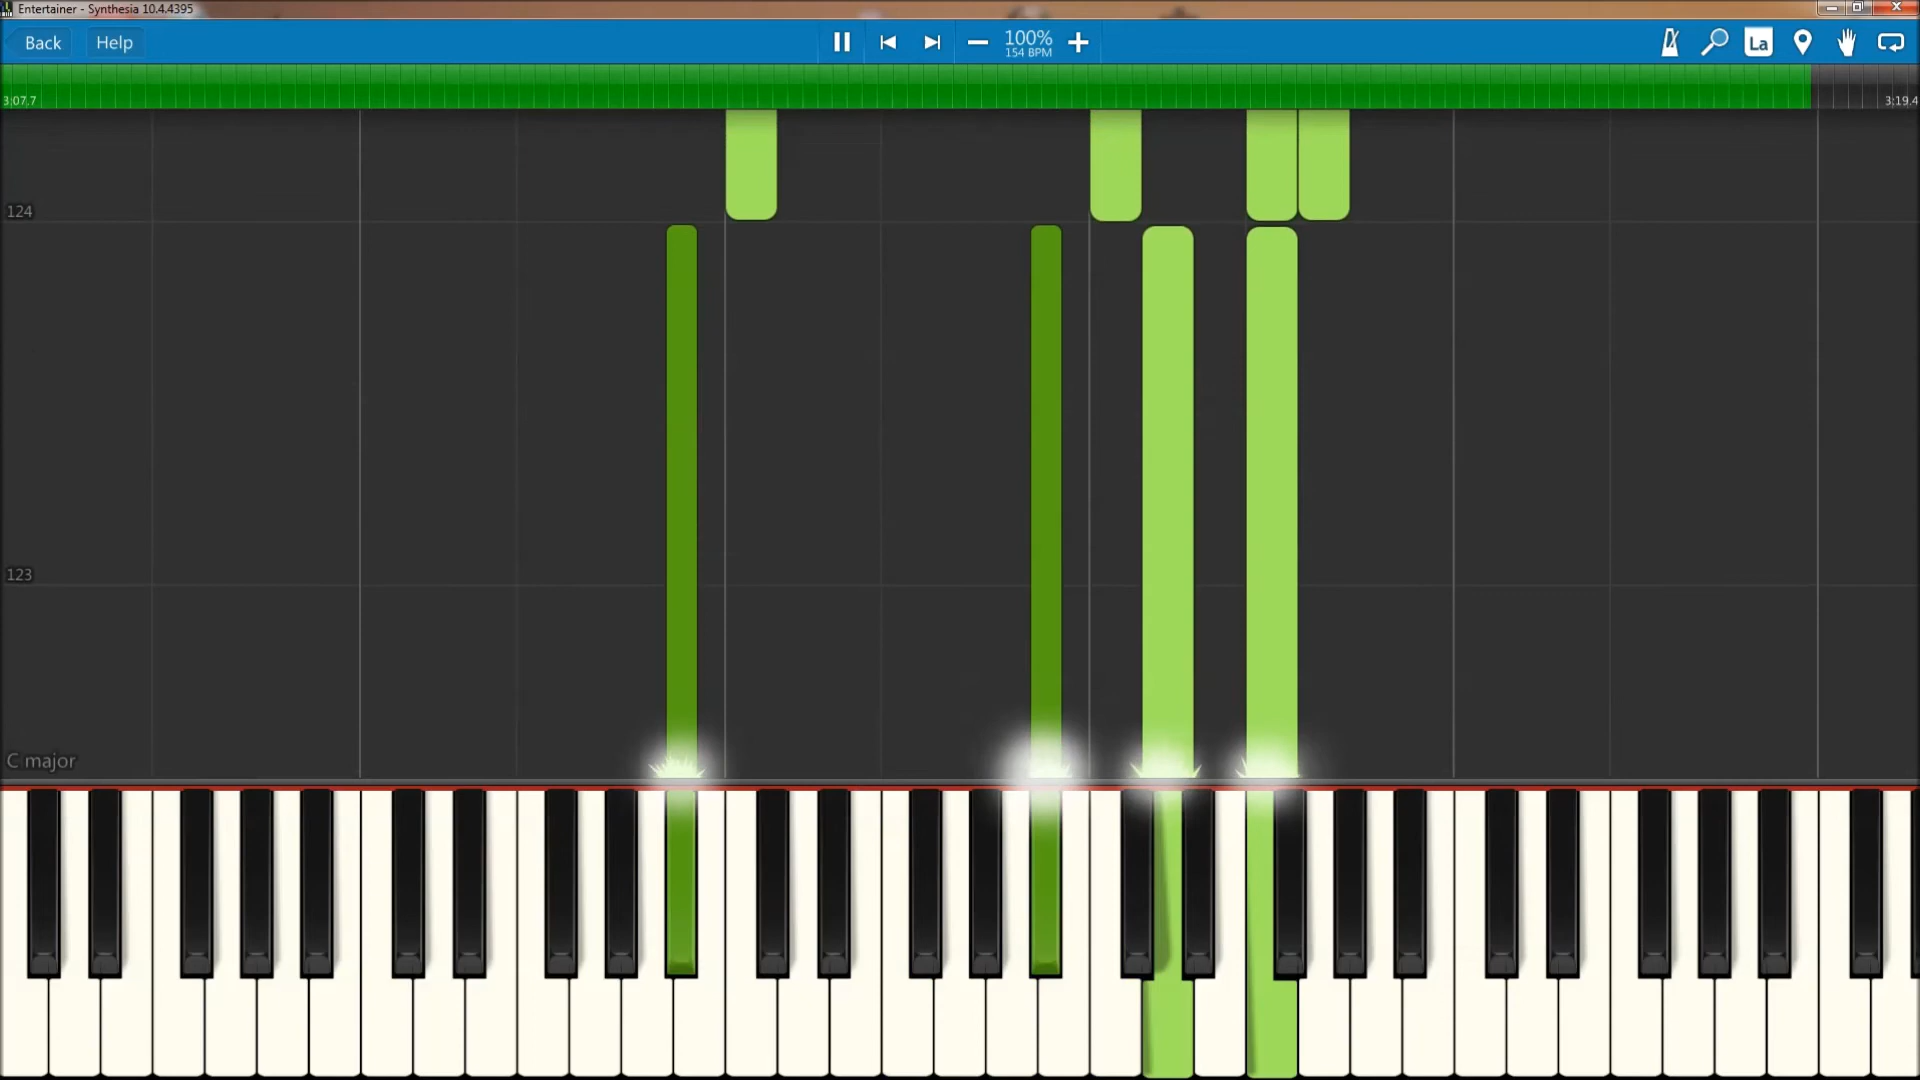 Entertainer - Synthesia 10.4.4395
Back Help 100% La
154 BPM
3:07.7 3:19.4
124
123
C major